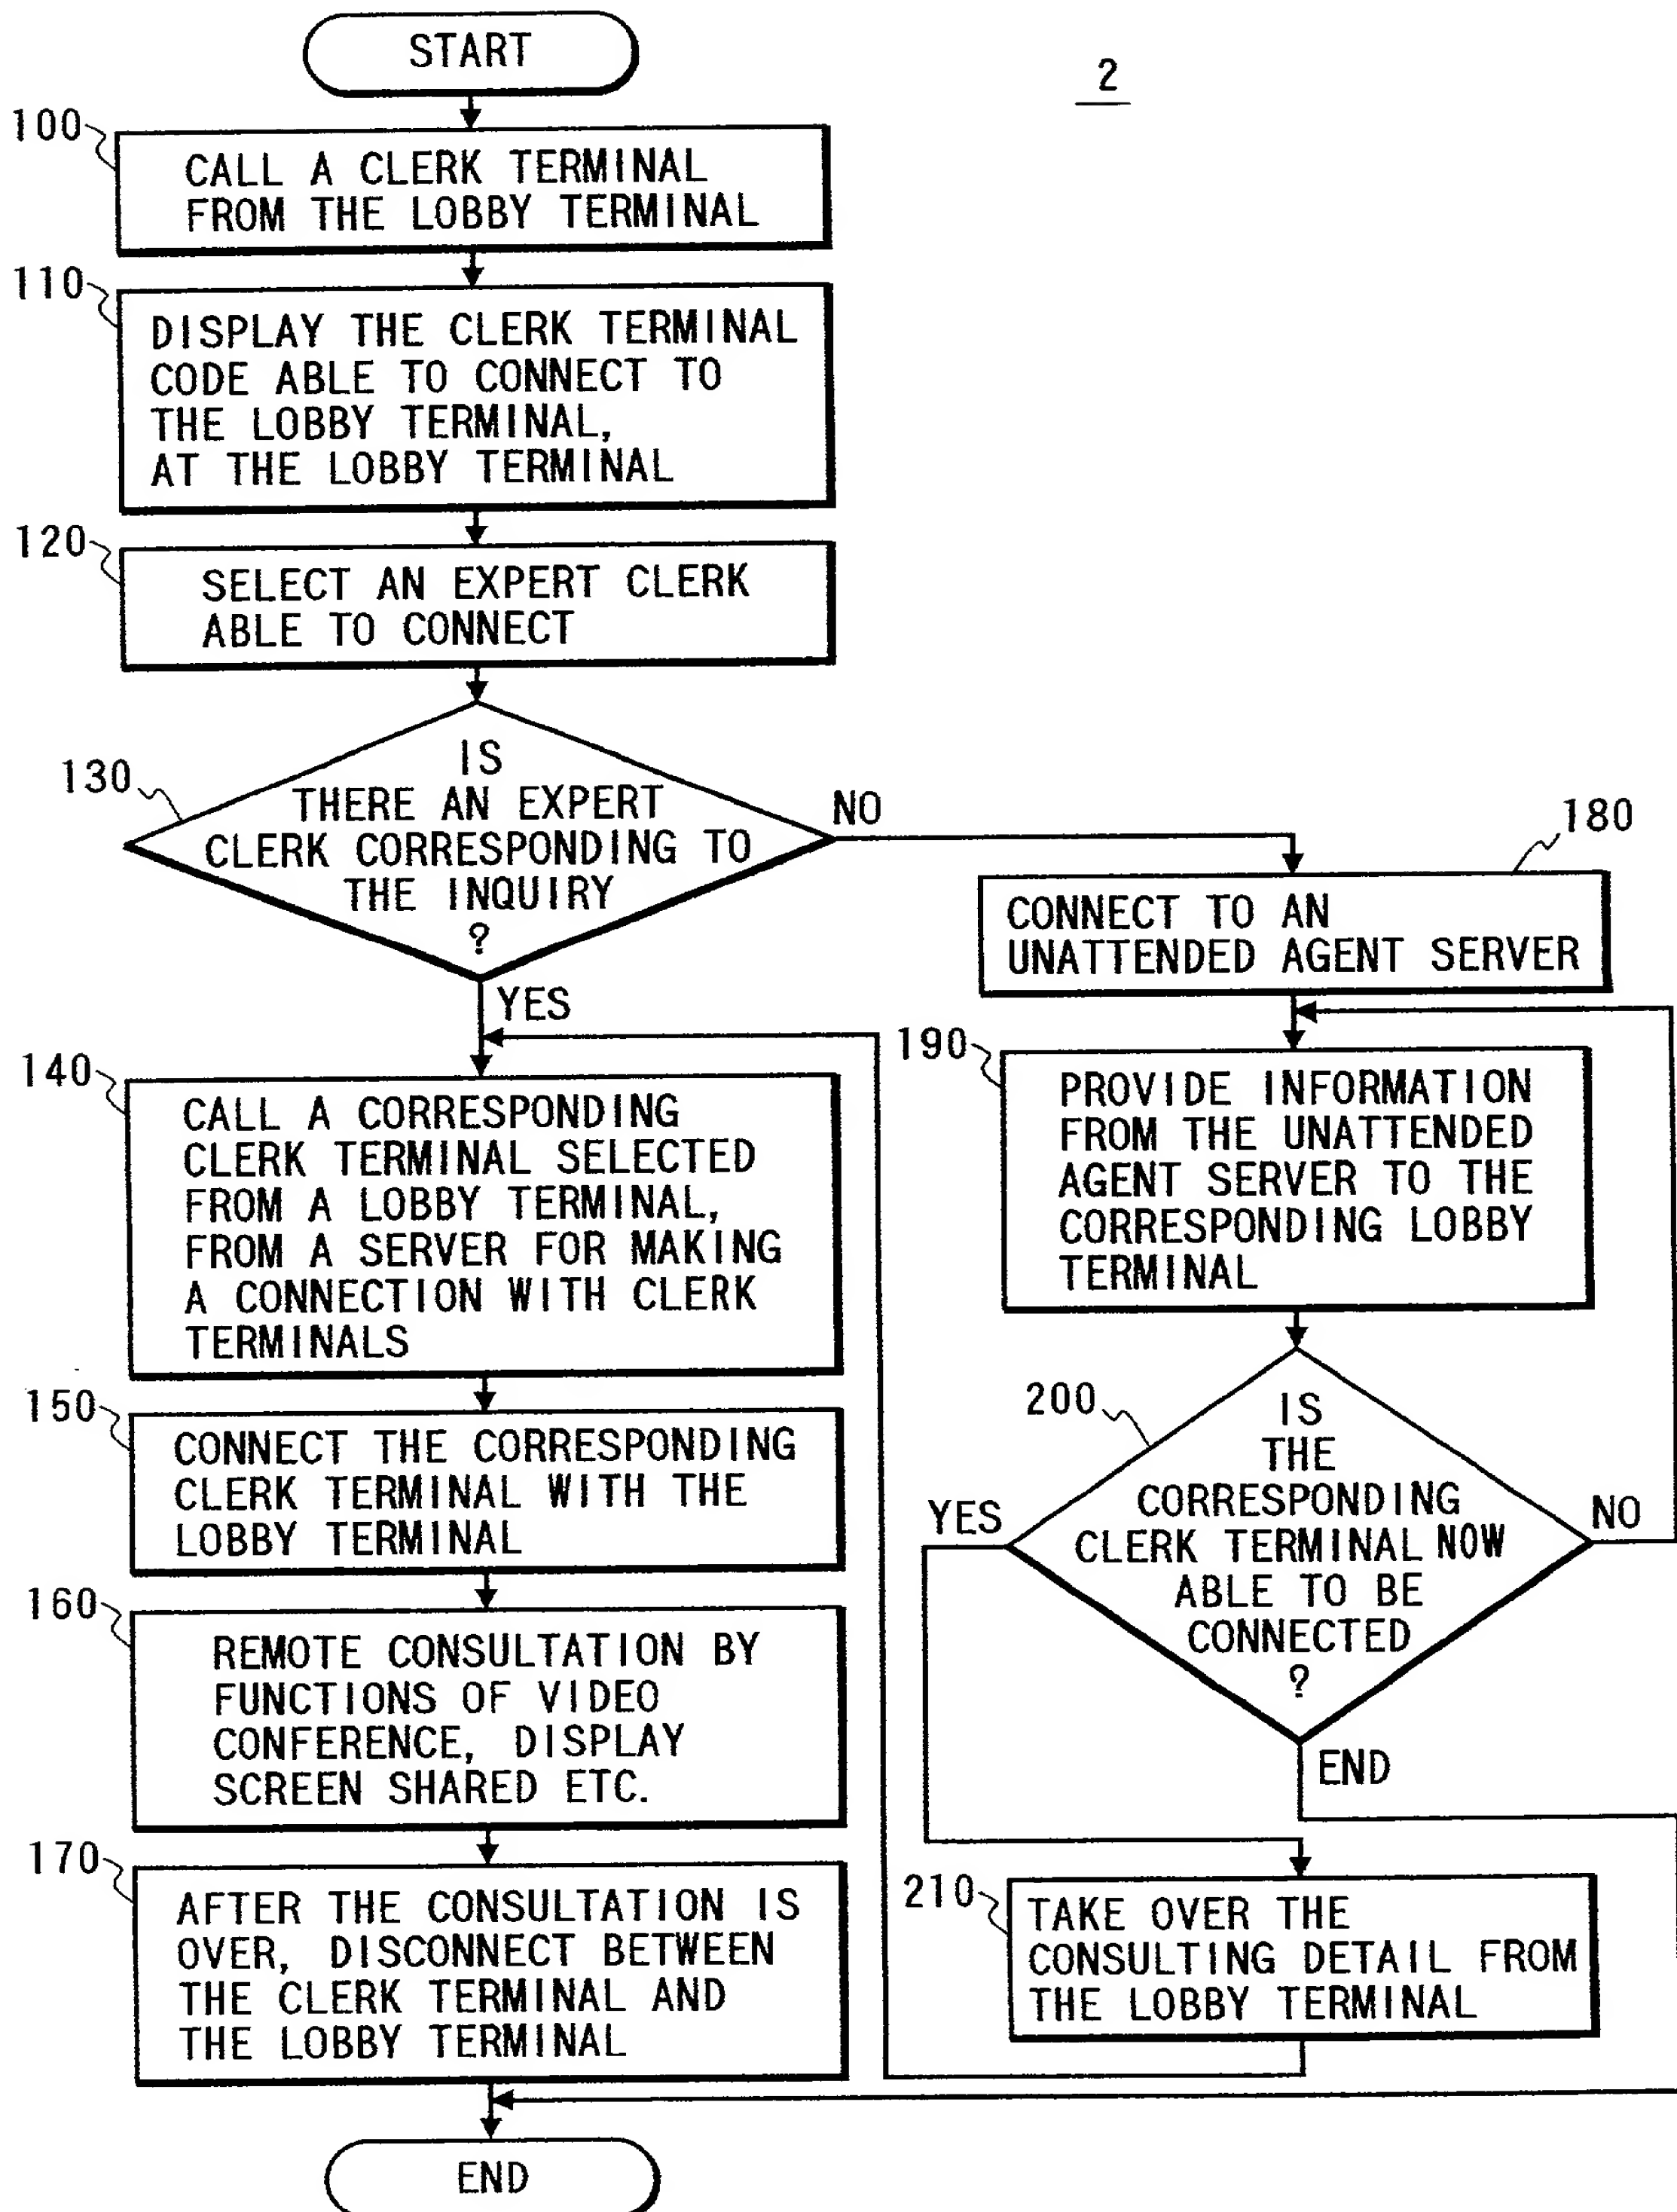 START
2
100
CALL A CLERK TERMINAL
FROM THE LOBBY TERMINAL
110
DISPLAY THE CLERK TERMINAL
CODE ABLE TO CONNECT TO
THE LOBBY TERMINAL,
AT THE LOBBY TERMINAL
120
SELECT AN EXPERT CLERK
ABLE TO CONNECT
130
IS
THERE AN EXPERT
CLERK CORRESPONDING TO
THE INQUIRY
?
NO
YES
140
CALL A CORRESPONDING
CLERK TERMINAL SELECTED
FROM A LOBBY TERMINAL,
FROM A SERVER FOR MAKING
A CONNECTION WITH CLERK
TERMINALS
150
CONNECT THE CORRESPONDING
CLERK TERMINAL WITH THE
LOBBY TERMINAL
160
REMOTE CONSULTATION BY
FUNCTIONS OF VIDEO
CONFERENCE, DISPLAY
SCREEN SHARED ETC.
170
AFTER THE CONSULTATION IS
OVER, DISCONNECT BETWEEN
THE CLERK TERMINAL AND
THE LOBBY TERMINAL
180
CONNECT TO AN
UNATTENDED AGENT SERVER
190
PROVIDE INFORMATION
FROM THE UNATTENDED
AGENT SERVER TO THE
CORRESPONDING LOBBY
TERMINAL
200
IS
THE
CORRESPONDING
CLERK TERMINAL NOW
ABLE TO BE
CONNECTED
?
YES
NO
END
210
TAKE OVER THE
CONSULTING DETAIL FROM
THE LOBBY TERMINAL
END